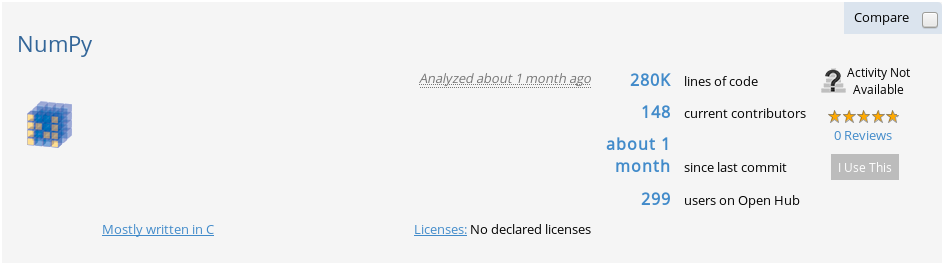 Compare
NumPy
Analyzed about 1 month ago
280K lines of code
148 current contributors
about 1
month since last commit
299 users on Open Hub
Activity Not
Available
0 Reviews
I Use This
Mostly written in C
Licenses: No declared licenses